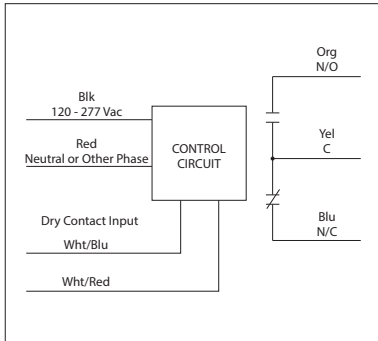 Blk
120 - 277 Vac
Red
Neutral or Other Phase
Dry Contact Input
Wht/Blu
Wht/Red
CONTROL
CIRCUIT
Org
N/O
Yel
C
Blu
N/C